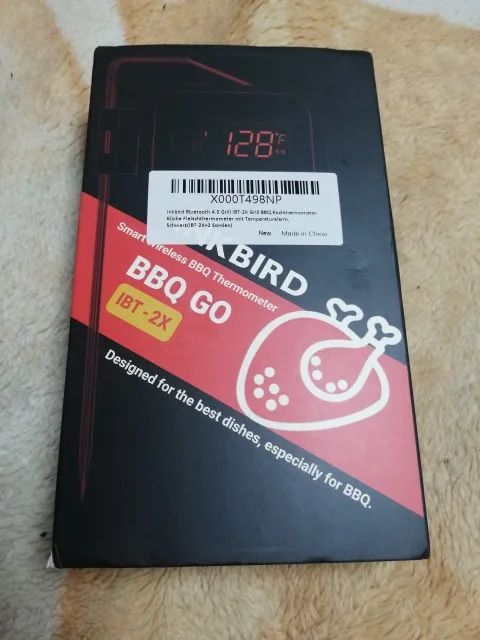 128°F
X000T498NP
Inkbird Bluetooth 4.0 Grill IBT-2X Grill BBQ Kochthermometer
Küche Fleischthermometer mit Temperaturalarm,
Schwarz(IBT-2X+2 Sonden)
New Made in China
NKBIRD
Smart Wireless BBQ Thermometer
BBQ GO
IBT-2X
Designed for the best dishes, especially for BBQ.